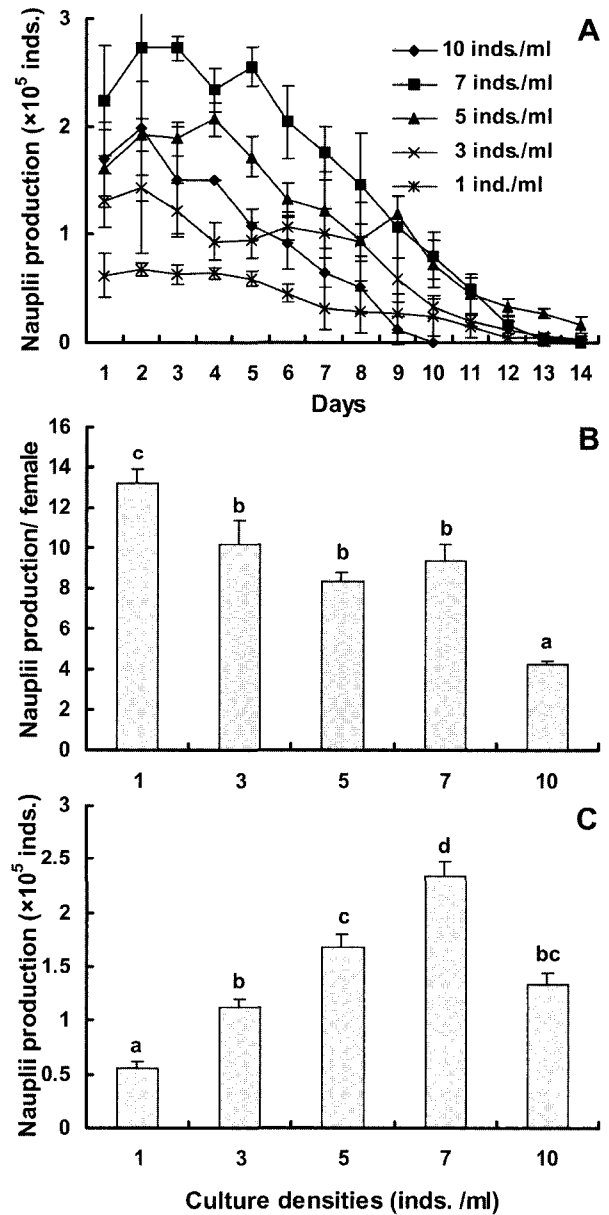 A
Nauplii production (×10⁵ inds.)
3
2
1
0
10 inds./ml
7 inds./ml
5 inds./ml
3 inds./ml
1 ind./ml
1 2 3 4 5 6 7 8 9 10 11 12 13 14
Days
B
Nauplii production/ female
16
14
12
10
8
6
4
2
0
c
b
b
b
a
1 3 5 7 10
C
Nauplii production (×10⁵ inds.)
3
2.5
2
1.5
1
0.5
0
a
b
c
d
bc
1 3 5 7 10
Culture densities (inds. /ml)